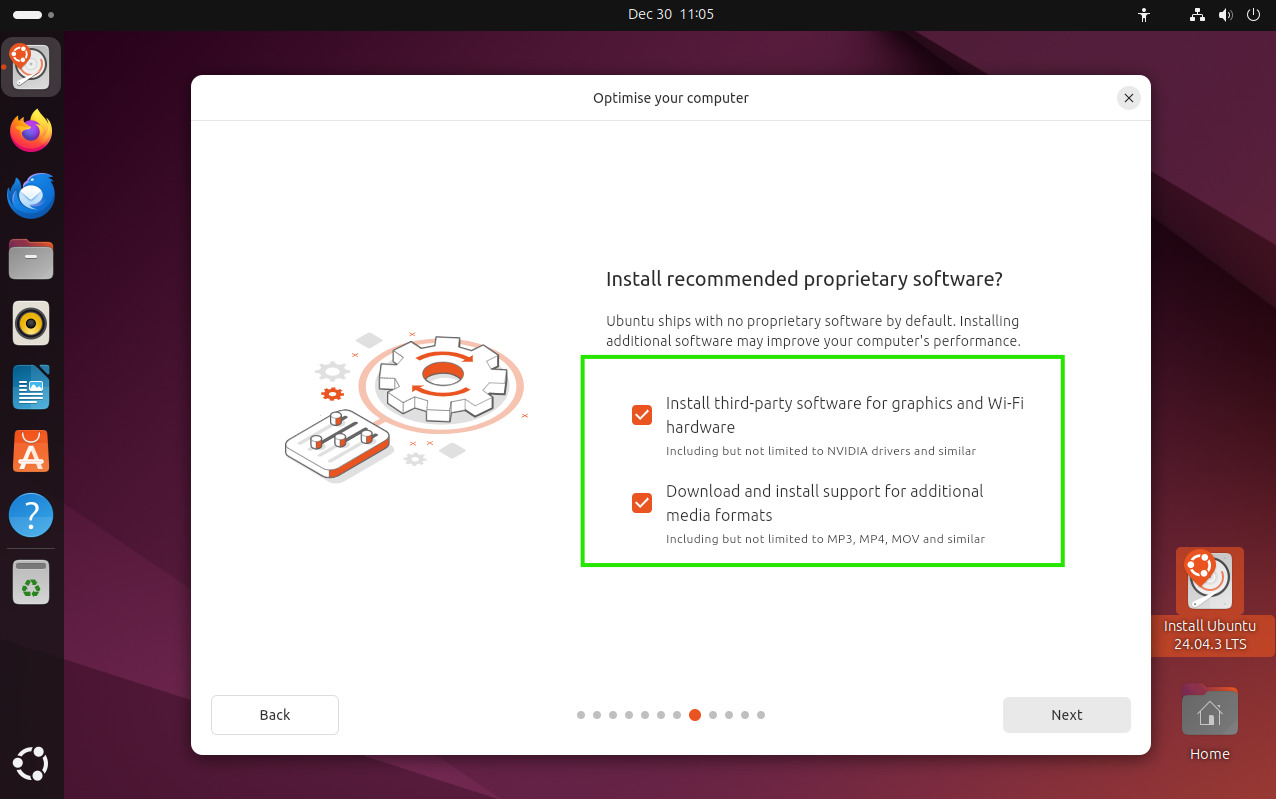 Dec 30 11:05
Optimise your computer
Install recommended proprietary software?
Ubuntu ships with no proprietary software by default. Installing
additional software may improve your computer's performance.
Install third-party software for graphics and Wi-Fi
hardware
Including but not limited to NVIDIA drivers and similar
Download and install support for additional
media formats
Including but not limited to MP3, MP4, MOV and similar
Back
Next
Install Ubuntu
24.04.3 LTS
Home